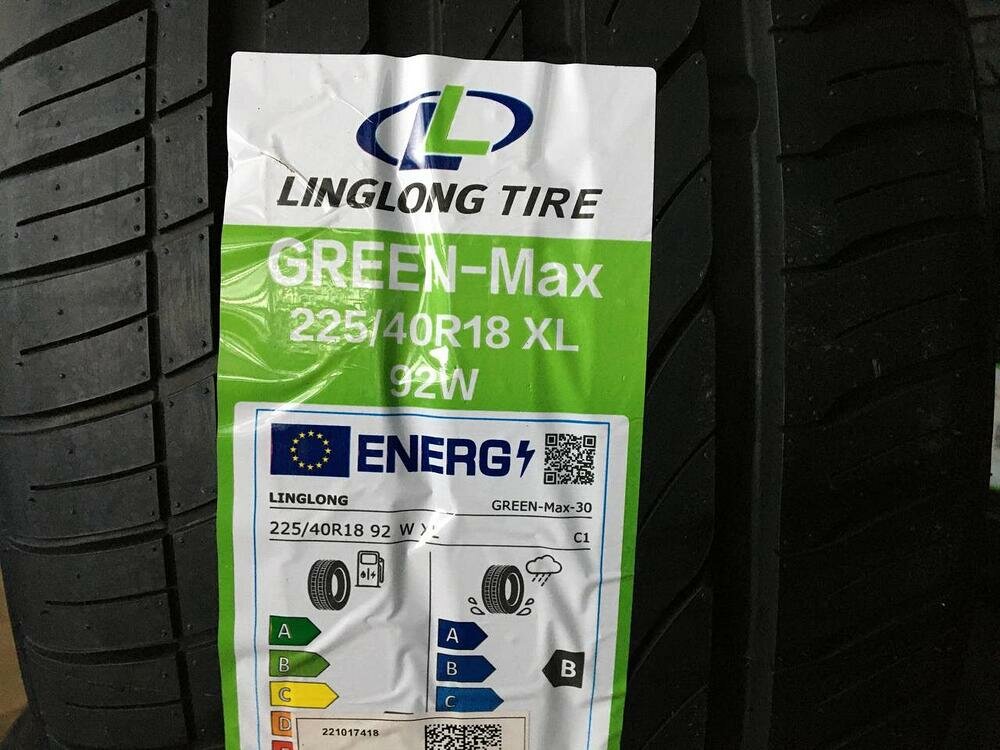 LINGLONG TIRE
GREEN-Max
225/40R18 XL
92W
ENERG
LINGLONG
GREEN-Max-30
225/40R18 92 W XL
C1
A
B
C
D
A
B
C
B
221017418